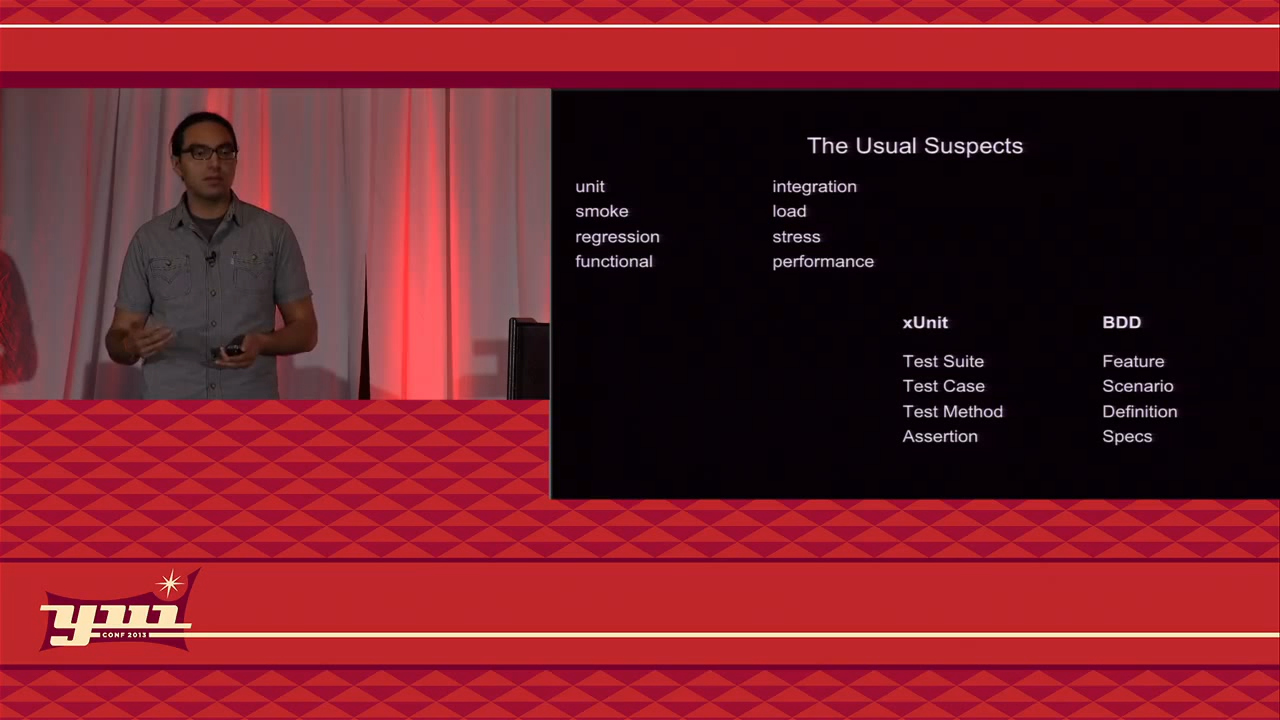 The Usual Suspects
unit
smoke
regression
functional
integration
load
stress
performance
xUnit
Test Suite
Test Case
Test Method
Assertion
BDD
Feature
Scenario
Definition
Specs
yui
CONF 2013